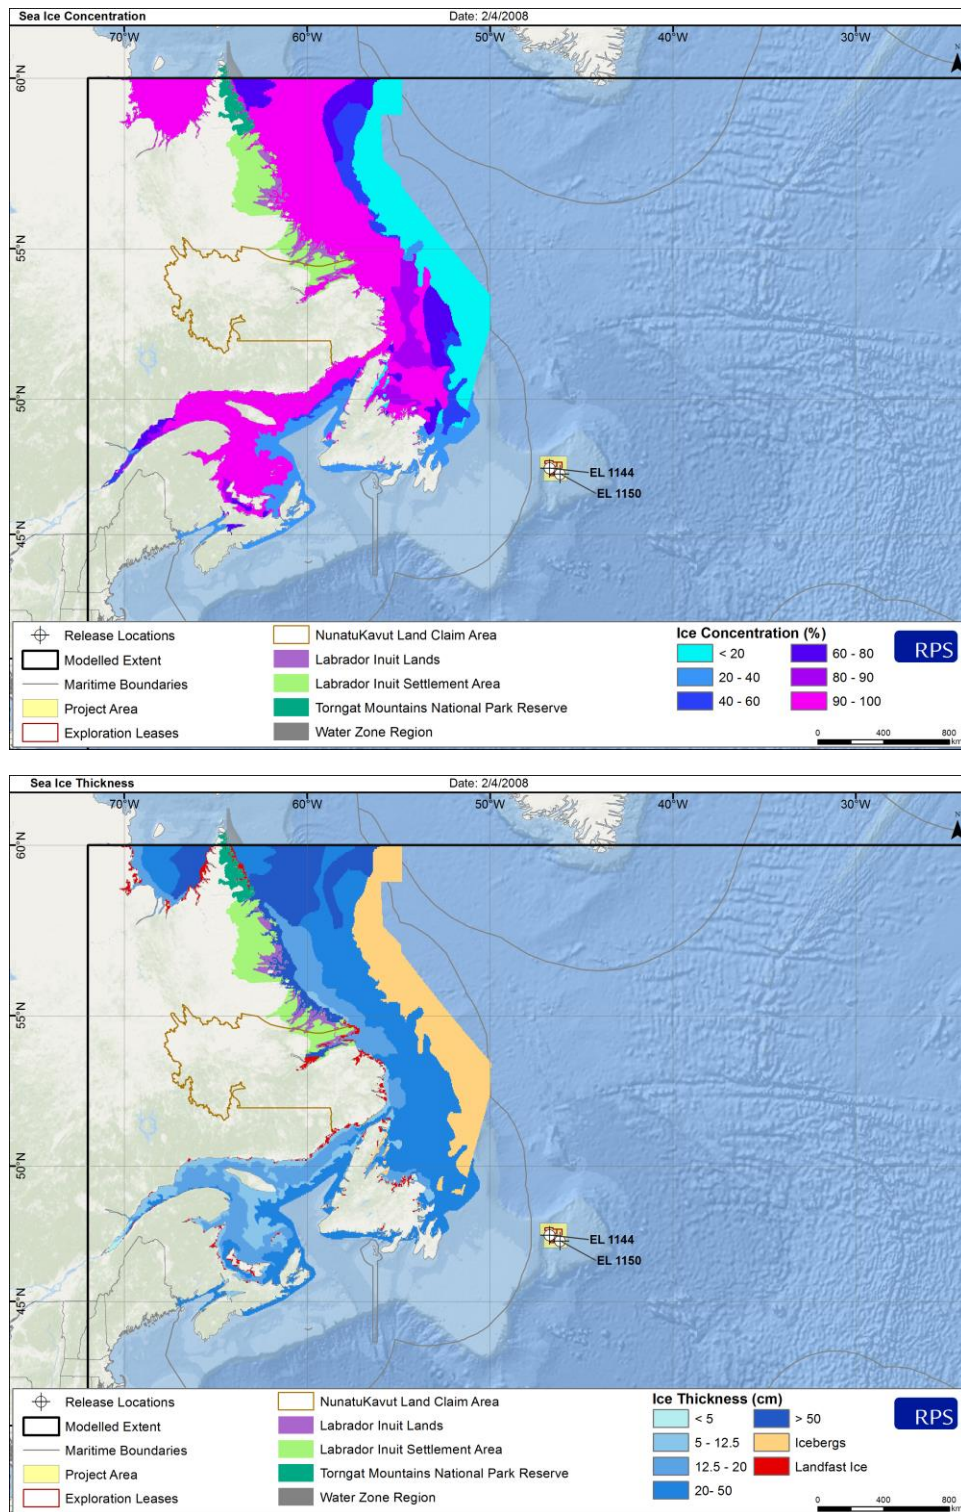 Sea Ice Concentration Date: 2/4/2008
70°W 60°W 50°W 40°W 30°W
N
60°N
55°N
50°N
45°N
EL 1144
EL 1150
Release Locations
Modelled Extent
Maritime Boundaries
Project Area
Exploration Leases
NunatuKavut Land Claim Area
Labrador Inuit Lands
Labrador Inuit Settlement Area
Torngat Mountains National Park Reserve
Water Zone Region
Ice Concentration (%)
< 20
20 - 40
40 - 60
60 - 80
80 - 90
90 - 100
RPS
0 400 800
km
Sea Ice Thickness Date: 2/4/2008
70°W 60°W 50°W 40°W 30°W
N
60°N
55°N
50°N
45°N
EL 1144
EL 1150
Release Locations
Modelled Extent
Maritime Boundaries
Project Area
Exploration Leases
NunatuKavut Land Claim Area
Labrador Inuit Lands
Labrador Inuit Settlement Area
Torngat Mountains National Park Reserve
Water Zone Region
Ice Thickness (cm)
< 5
5 - 12.5
12.5 - 20
20- 50
> 50
Icebergs
Landfast Ice
RPS
0 400 800
km